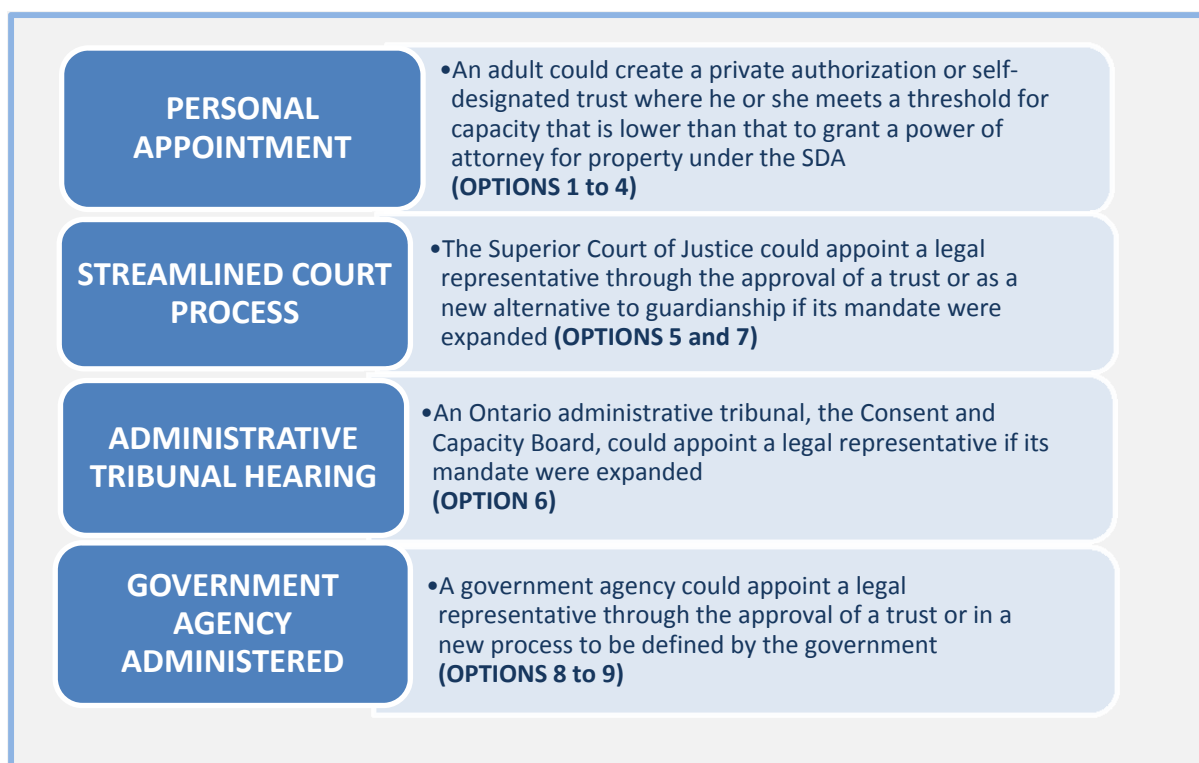 PERSONAL
APPOINTMENT
•An adult could create a private authorization or self-
designated trust where he or she meets a threshold for
capacity that is lower than that to grant a power of
attorney for property under the SDA
(OPTIONS 1 to 4)
STREAMLINED COURT
PROCESS
•The Superior Court of Justice could appoint a legal
representative through the approval of a trust or as a
new alternative to guardianship if its mandate were
expanded (OPTIONS 5 and 7)
ADMINISTRATIVE
TRIBUNAL HEARING
•An Ontario administrative tribunal, the Consent and
Capacity Board, could appoint a legal representative if its
mandate were expanded
(OPTION 6)
GOVERNMENT
AGENCY
ADMINISTERED
•A government agency could appoint a legal
representative through the approval of a trust or in a
new process to be defined by the government
(OPTIONS 8 to 9)